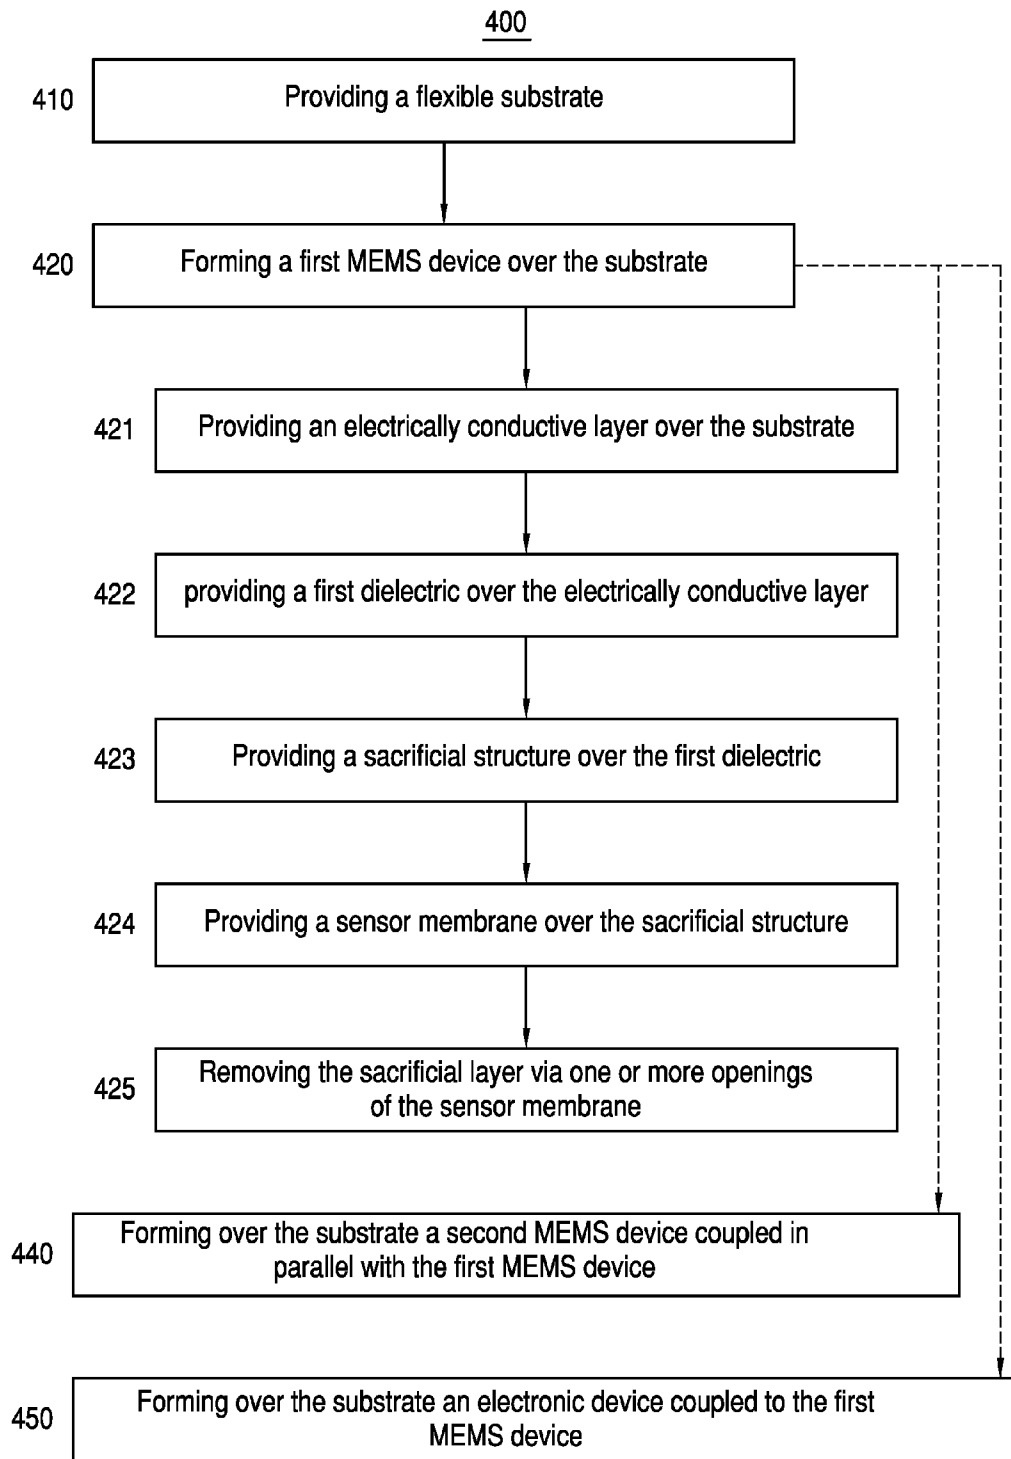 400
410
Providing a flexible substrate
420
Forming a first MEMS device over the substrate
421
Providing an electrically conductive layer over the substrate
422
providing a first dielectric over the electrically conductive layer
423
Providing a sacrificial structure over the first dielectric
424
Providing a sensor membrane over the sacrificial structure
425
Removing the sacrificial layer via one or more openings
of the sensor membrane
440
Forming over the substrate a second MEMS device coupled in
parallel with the first MEMS device
450
Forming over the substrate an electronic device coupled to the first
MEMS device